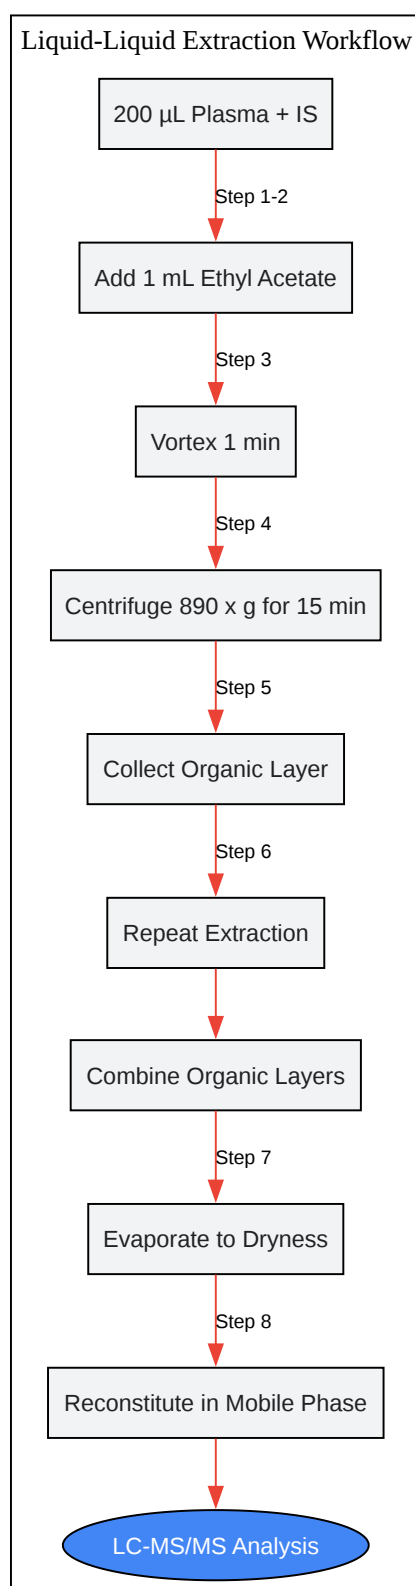 Liquid-Liquid Extraction Workflow
200 µL Plasma + IS
Step 1-2
Add 1 mL Ethyl Acetate
Step 3
Vortex 1 min
Step 4
Centrifuge 890 x g for 15 min
Step 5
Collect Organic Layer
Step 6
Repeat Extraction
Combine Organic Layers
Step 7
Evaporate to Dryness
Step 8
Reconstitute in Mobile Phase
LC-MS/MS Analysis